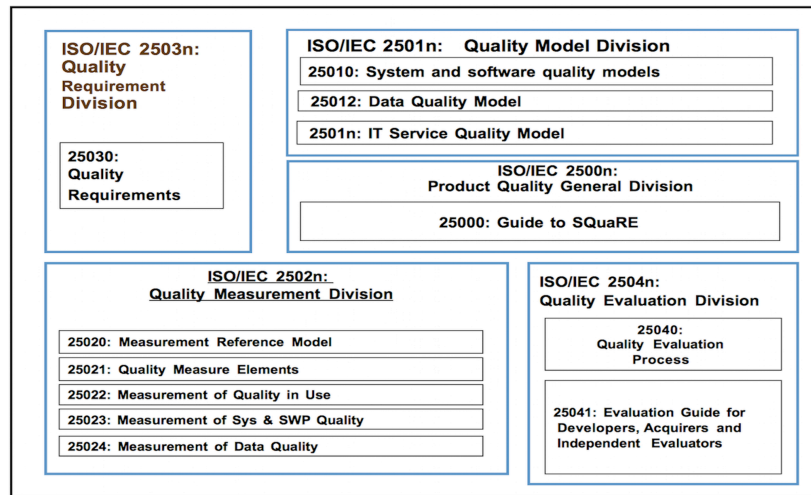 ISO/IEC 2503n:
Quality
Requirement
Division
25030:
Quality
Requirements
ISO/IEC 2501n: Quality Model Division
25010: System and software quality models
25012: Data Quality Model
2501n: IT Service Quality Model
ISO/IEC 2500n:
Product Quality General Division
25000: Guide to SQuaRE
ISO/IEC 2502n:
Quality Measurement Division
25020: Measurement Reference Model
25021: Quality Measure Elements
25022: Measurement of Quality in Use
25023: Measurement of Sys & SWP Quality
25024: Measurement of Data Quality
ISO/IEC 2504n:
Quality Evaluation Division
25040:
Quality Evaluation
Process
25041: Evaluation Guide for
Developers, Acquirers and
Independent Evaluators